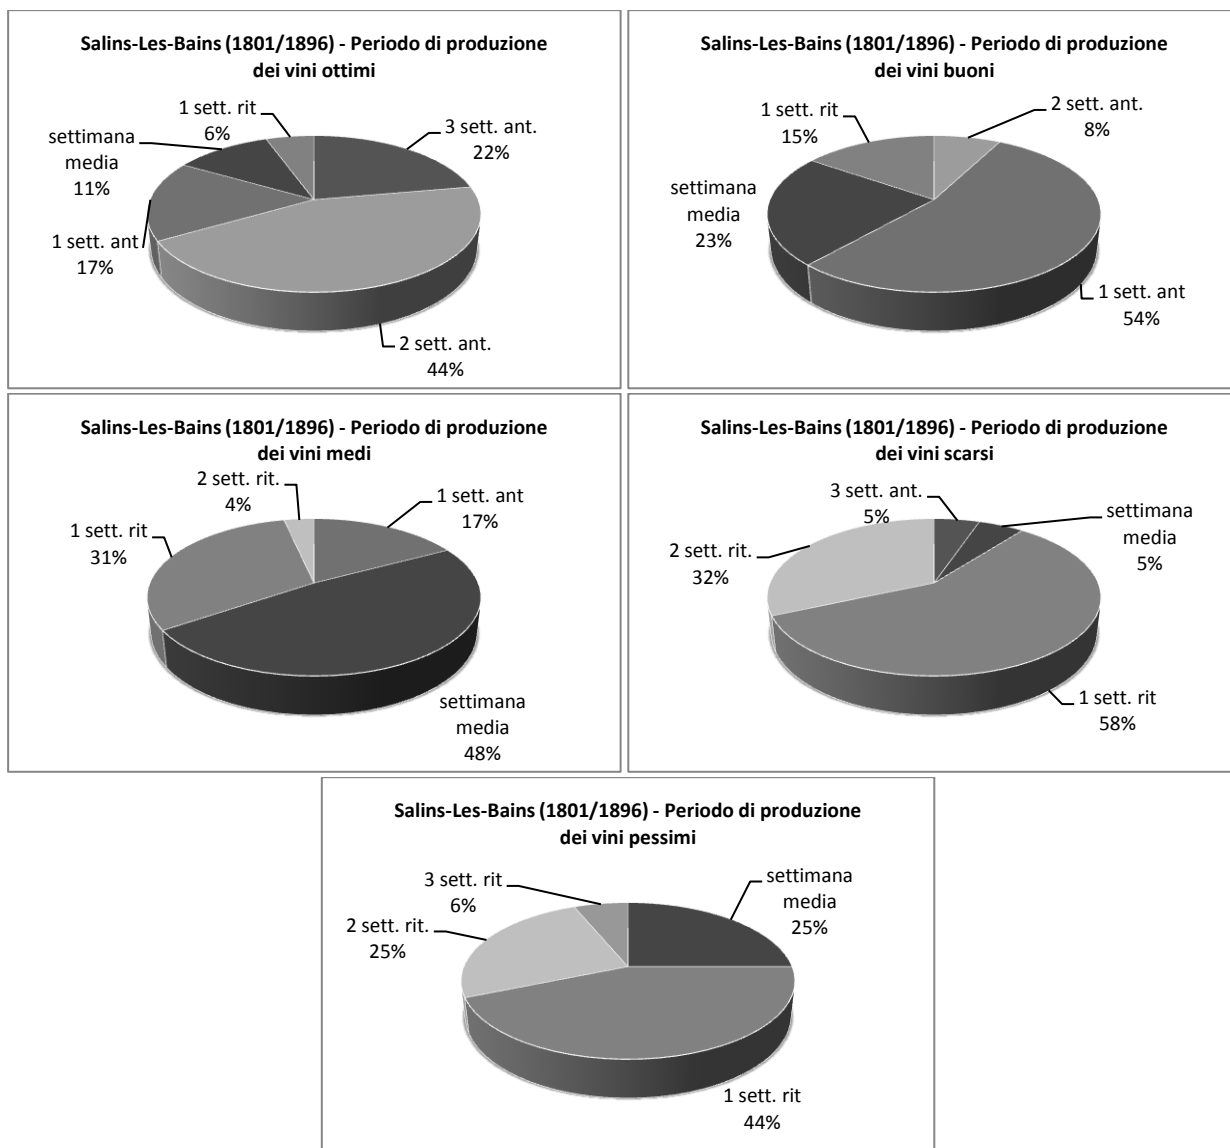 Salins-Les-Bains (1801/1896) - Periodo di produzione
dei vini ottimi
1 sett. rit
6%
3 sett. ant.
22%
settimana
media
11%
1 sett. ant
17%
2 sett. ant.
44%
Salins-Les-Bains (1801/1896) - Periodo di produzione
dei vini buoni
1 sett. rit
15%
2 sett. ant.
8%
settimana
media
23%
1 sett. ant
54%
Salins-Les-Bains (1801/1896) - Periodo di produzione
dei vini medi
2 sett. rit.
4%
1 sett. ant
17%
1 sett. rit
31%
settimana
media
48%
Salins-Les-Bains (1801/1896) - Periodo di produzione
dei vini scarsi
3 sett. ant.
5%
settimana
media
5%
2 sett. rit.
32%
1 sett. rit
58%
Salins-Les-Bains (1801/1896) - Periodo di produzione
dei vini pessimi
3 sett. rit
6%
settimana
media
25%
2 sett. rit.
25%
1 sett. rit
44%